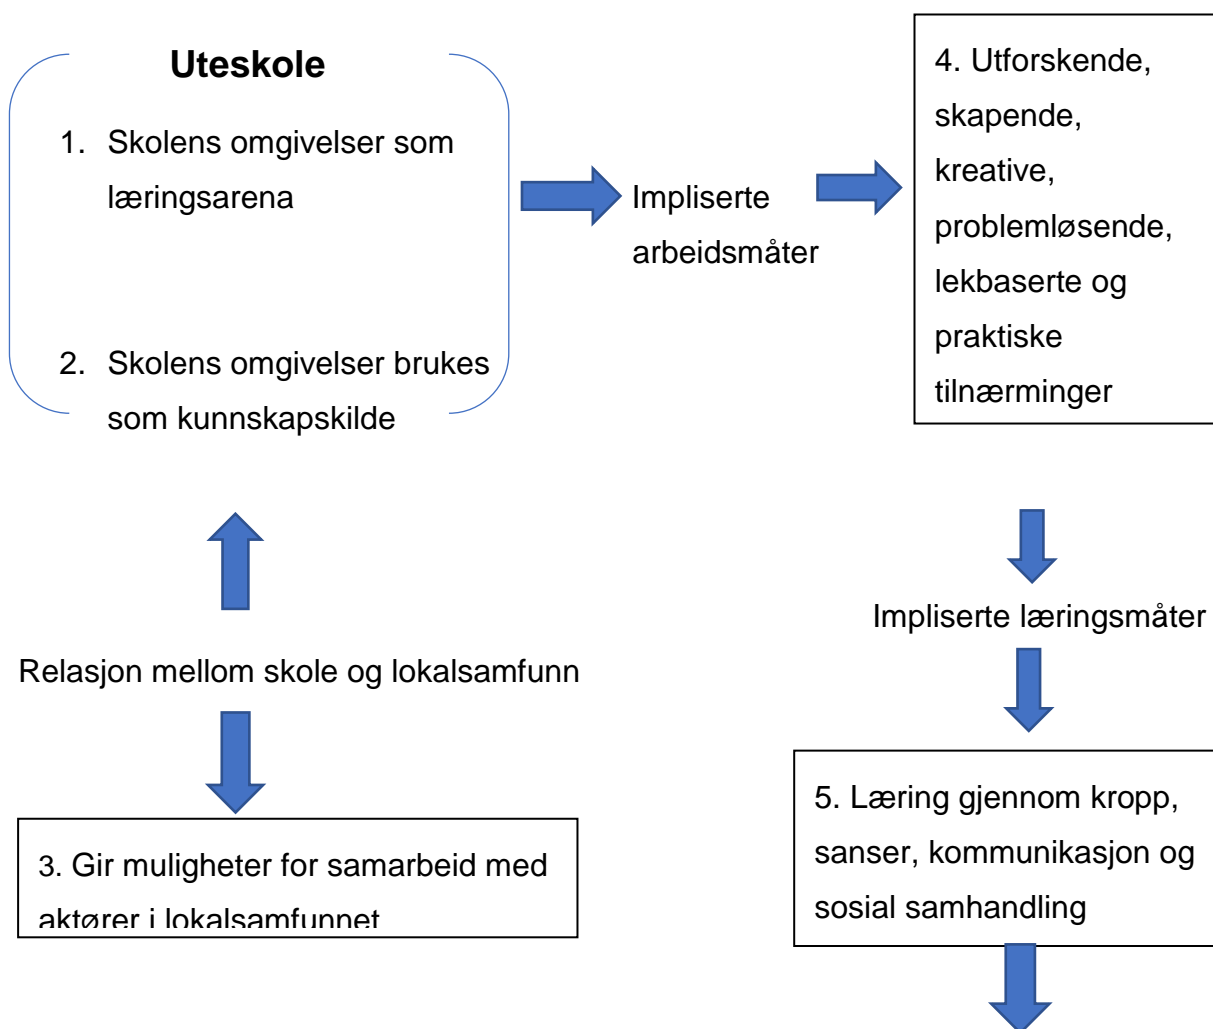 Uteskole
1. Skolens omgivelser som
læringsarena
2. Skolens omgivelser brukes
som kunnskapskilde
Impliserte
arbeidsmåter
4. Utforskende,
skapende,
kreative,
problemløsende,
lekbaserte og
praktiske
tilnærminger
Relasjon mellom skole og lokalsamfunn
3. Gir muligheter for samarbeid med
aktører i lokalsamfunnet
Impliserte læringsmåter
5. Læring gjennom kropp,
sanser, kommunikasjon og
sosial samhandling